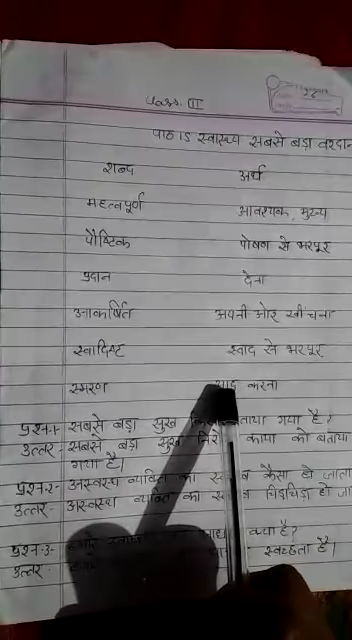 Class. III
पाठ 15 स्वास्थ्य सबसे बड़ा वरदान
शब्द अर्थ
महत्वपूर्ण आवश्यक, मुख्य
पौष्टिक पोषण से भरपूर
प्रदान देना
आकर्षित अपनी ओर खींचना
स्वादिष्ट स्वाद से भरपूर
स्मरण याद करना
प्रश्न-1- सबसे बड़ा सुख बताया गया है?
उत्तर- सबसे बड़ा सुख काया को बताया
गया है।
प्रश्न-2- अस्वस्थ व्यक्ति का कैसा हो जाता
उत्तर- अस्वस्थ व्यक्ति का चिड़चिड़ा हो जा
प्रश्न-3- क्या है?
उत्तर- स्वच्छता है।